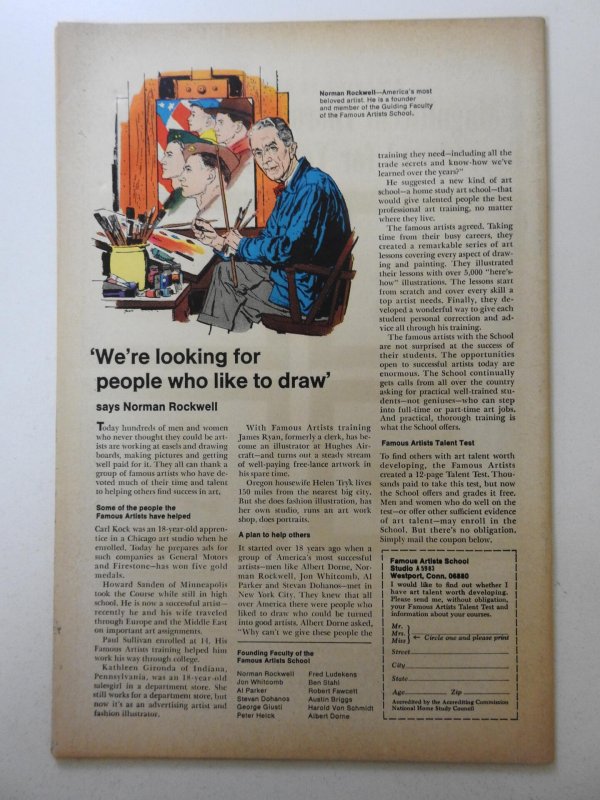 Norman Rockwell—America's most
beloved artist. He is a founder
and member of the Guiding Faculty
of the Famous Artists School.
'We're looking for
people who like to draw'
says Norman Rockwell
Today hundreds of men and women
who never thought they could be art-
ists are working at easels and drawing
boards, making pictures and getting
well paid for it. They all can thank a
group of famous artists who have de-
voted much of their time and talent
to helping others find success in art.
Some of the people the
Famous Artists have helped
Carl Kock was an 18-year-old appren-
tice in a Chicago art studio when he
enrolled. Today he prepares ads for
such companies as General Motors
and Firestone—has won five gold
medals.
Howard Sanden of Minneapolis
took the Course while still in high
school. He is now a successful artist—
recently he and his wife traveled
through Europe and the Middle East
on important art assignments.
Paul Sullivan enrolled at 14. His
Famous Artists training helped him
work his way through college.
Kathleen Gironda of Indiana,
Pennsylvania, was an 18-year-old
salesgirl in a department store. She
still works for a department store, but
now it's as an advertising artist and
fashion illustrator.
With Famous Artists training
James Ryan, formerly a clerk, has be-
come an illustrator at Hughes Air-
craft—and turns out a steady stream
of well-paying free-lance artwork in
his spare time.
Oregon housewife Helen Tryk lives
150 miles from the nearest big city.
But she does fashion illustration, has
her own studio, runs an art work
shop, does portraits.
A plan to help others
It started over 18 years ago when a
group of America's most successful
artists—men like Albert Dorne, Nor-
man Rockwell, Jon Whitcomb, Al
Parker and Stevan Dohanos—met in
New York City. They knew that all
over America there were people who
liked to draw who could be turned
into good artists. Albert Dorne asked,
"Why can't we give these people the
Founding Faculty of the
Famous Artists School
Norman Rockwell
Jon Whitcomb
Al Parker
Stevan Dohanos
George Giusti
Peter Helck
Fred Ludekens
Ben Stahl
Robert Fawcett
Austin Briggs
Harold Von Schmidt
Albert Dorne
training they need—including all the
trade secrets and know-how we've
learned over the years?"
He suggested a new kind of art
school—a home study art school—that
would give talented people the best
professional art training, no matter
where they live.
The famous artists agreed. Taking
time from their busy careers, they
created a remarkable series of art
lessons covering every aspect of draw-
ing and painting. They illustrated
their lessons with over 5,000 "here's-
how" illustrations. The lessons start
from scratch and cover every skill a
top artist needs. Finally, they de-
veloped a wonderful way to give each
student personal correction and ad-
vice all through his training.
The famous artists with the School
are not surprised at the success of
their students. The opportunities
open to successful artists today are
enormous. The School continually
gets calls from all over the country
asking for practical well-trained stu-
dents—not geniuses—who can step
into full-time or part-time art jobs.
And practical, thorough training is
what the School offers.
Famous Artists Talent Test
To find others with art talent worth
developing, the Famous Artists
created a 12-page Talent Test. Thou-
sands paid to take this test, but now
the School offers and grades it free.
Men and women who do well on the
test—or offer other sufficient evidence
of art talent—may enroll in the
School. But there's no obligation.
Simply mail the coupon below.
Famous Artists School
Studio A 5983
Westport, Conn. 06880
I would like to find out whether I
have art talent worth developing.
Please send me, without obligation,
your Famous Artists Talent Test and
information about your courses.
Mr.
Mrs. ← Circle one and please print
Miss
Street
City
State
Age Zip
Accredited by the Accrediting Commission
National Home Study Council